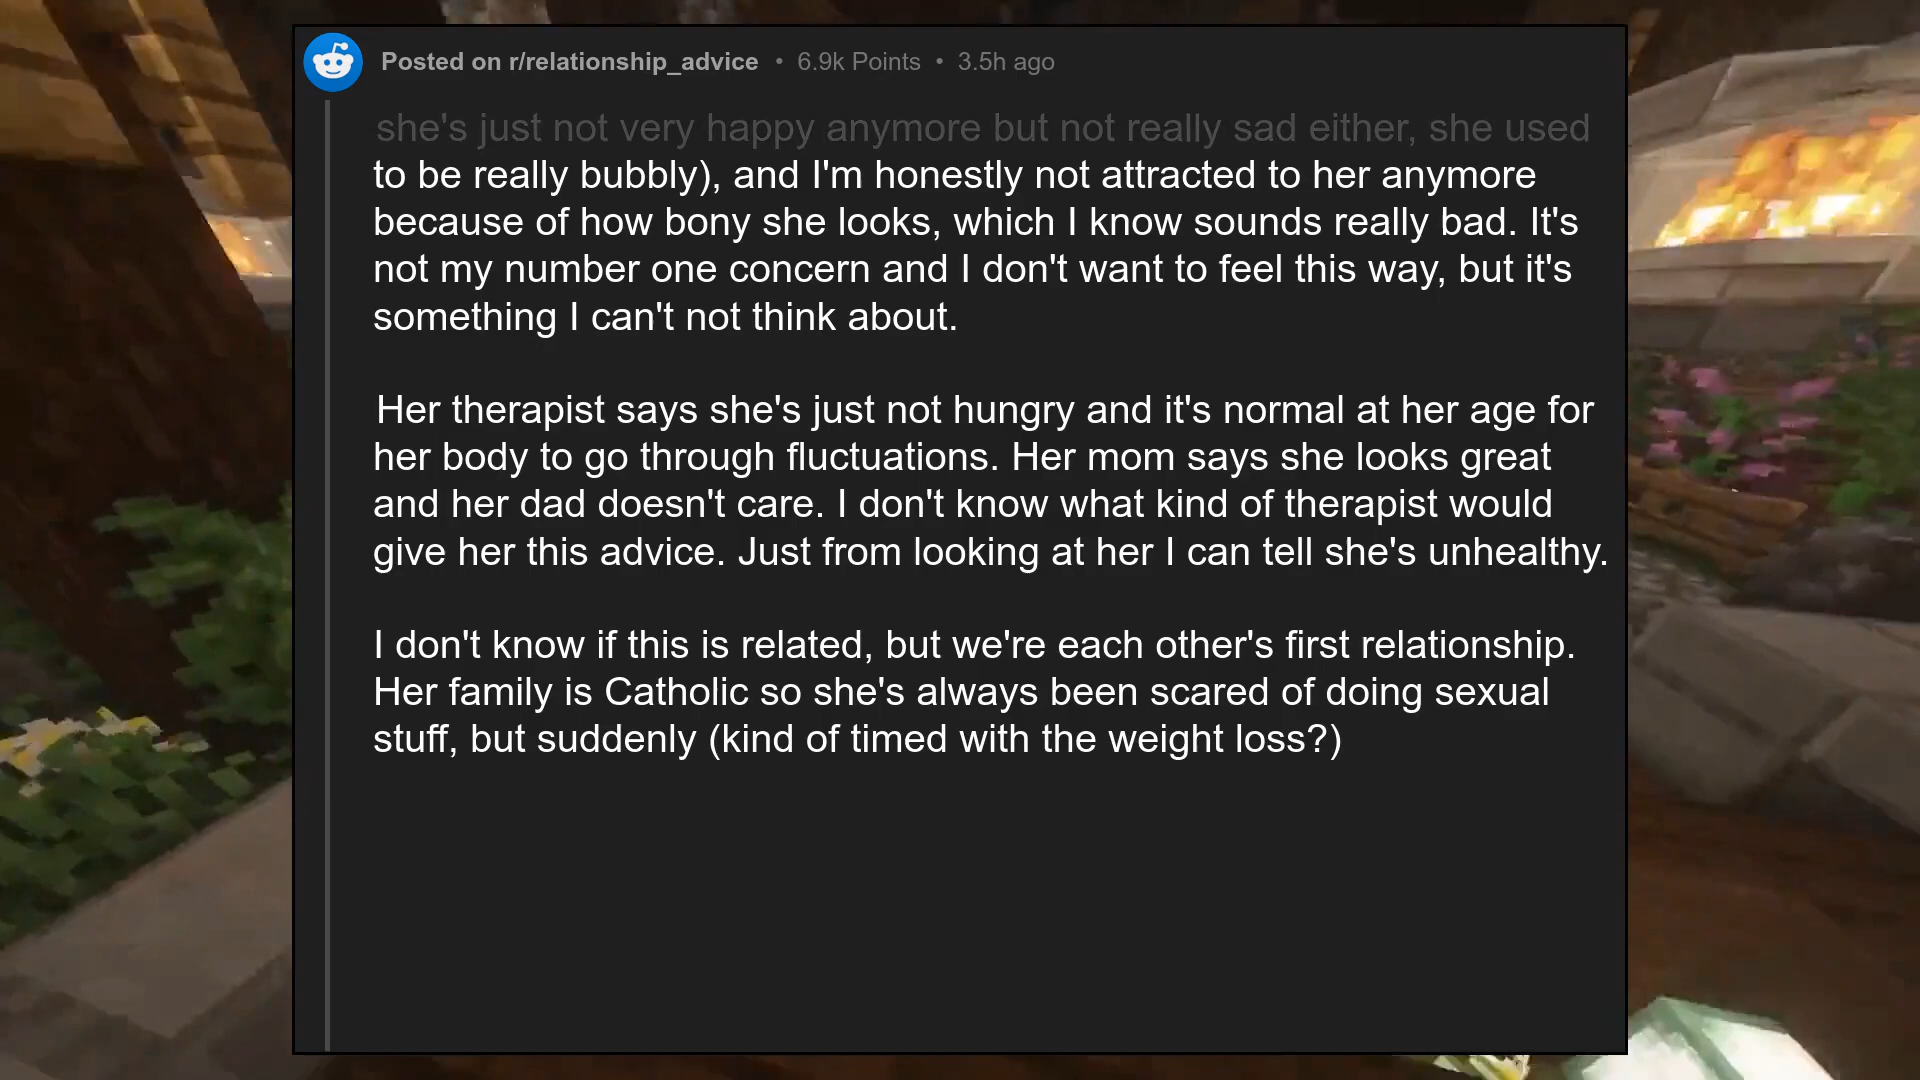 Posted on r/relationship_advice • 6.9k Points • 3.5h ago
she's just not very happy anymore but not really sad either, she used
to be really bubbly), and I'm honestly not attracted to her anymore
because of how bony she looks, which I know sounds really bad. It's
not my number one concern and I don't want to feel this way, but it's
something I can't not think about.
Her therapist says she's just not hungry and it's normal at her age for
her body to go through fluctuations. Her mom says she looks great
and her dad doesn't care. I don't know what kind of therapist would
give her this advice. Just from looking at her I can tell she's unhealthy.
I don't know if this is related, but we're each other's first relationship.
Her family is Catholic so she's always been scared of doing sexual
stuff, but suddenly (kind of timed with the weight loss?)